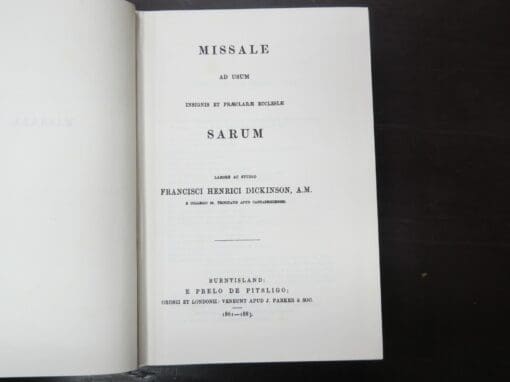 MISSALE
AD USUM
INSIGNIS ET PRÆCLARÆ ECCLESIÆ
SARUM
LABORE AC STUDIO
FRANCISCI HENRICI DICKINSON, A.M.
E COLLEGIO SS. TRINITATIS APUD CANTABRIGIENSES.
BURNTISLAND:
E PRELO DE PITSLIGO;
OXONII ET LONDONII: VENEUNT APUD J. PARKER & SOC.
1861–1883.